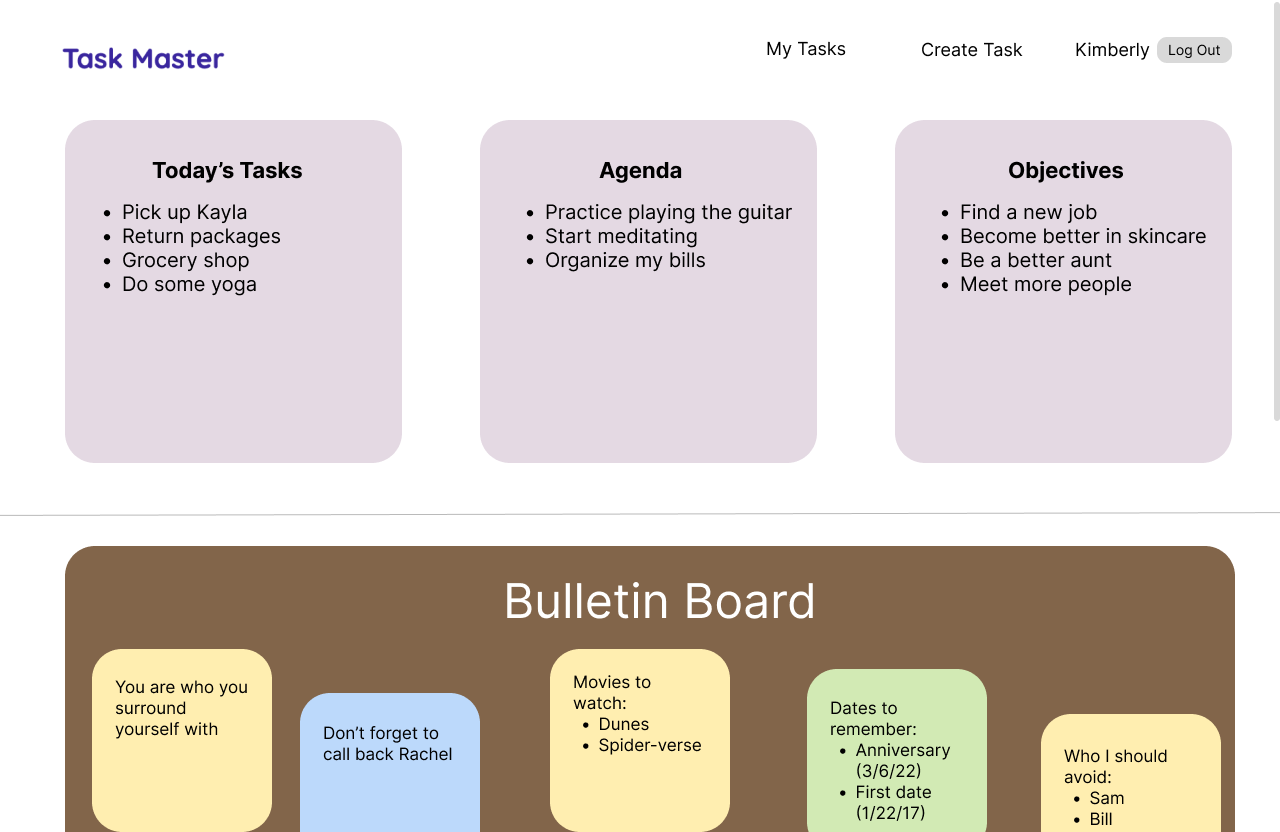 Task Master
My Tasks
Create Task
Kimberly
Log Out
Today’s Tasks
• Pick up Kayla
• Return packages
• Grocery shop
• Do some yoga
Agenda
• Practice playing the guitar
• Start meditating
• Organize my bills
Objectives
• Find a new job
• Become better in skincare
• Be a better aunt
• Meet more people
Bulletin Board
You are who you
surround
yourself with
Don’t forget to
call back Rachel
Movies to
watch:
• Dunes
• Spider-verse
Dates to
remember:
• Anniversary
(3/6/22)
• First date
(1/22/17)
Who I should
avoid:
• Sam
• Bill